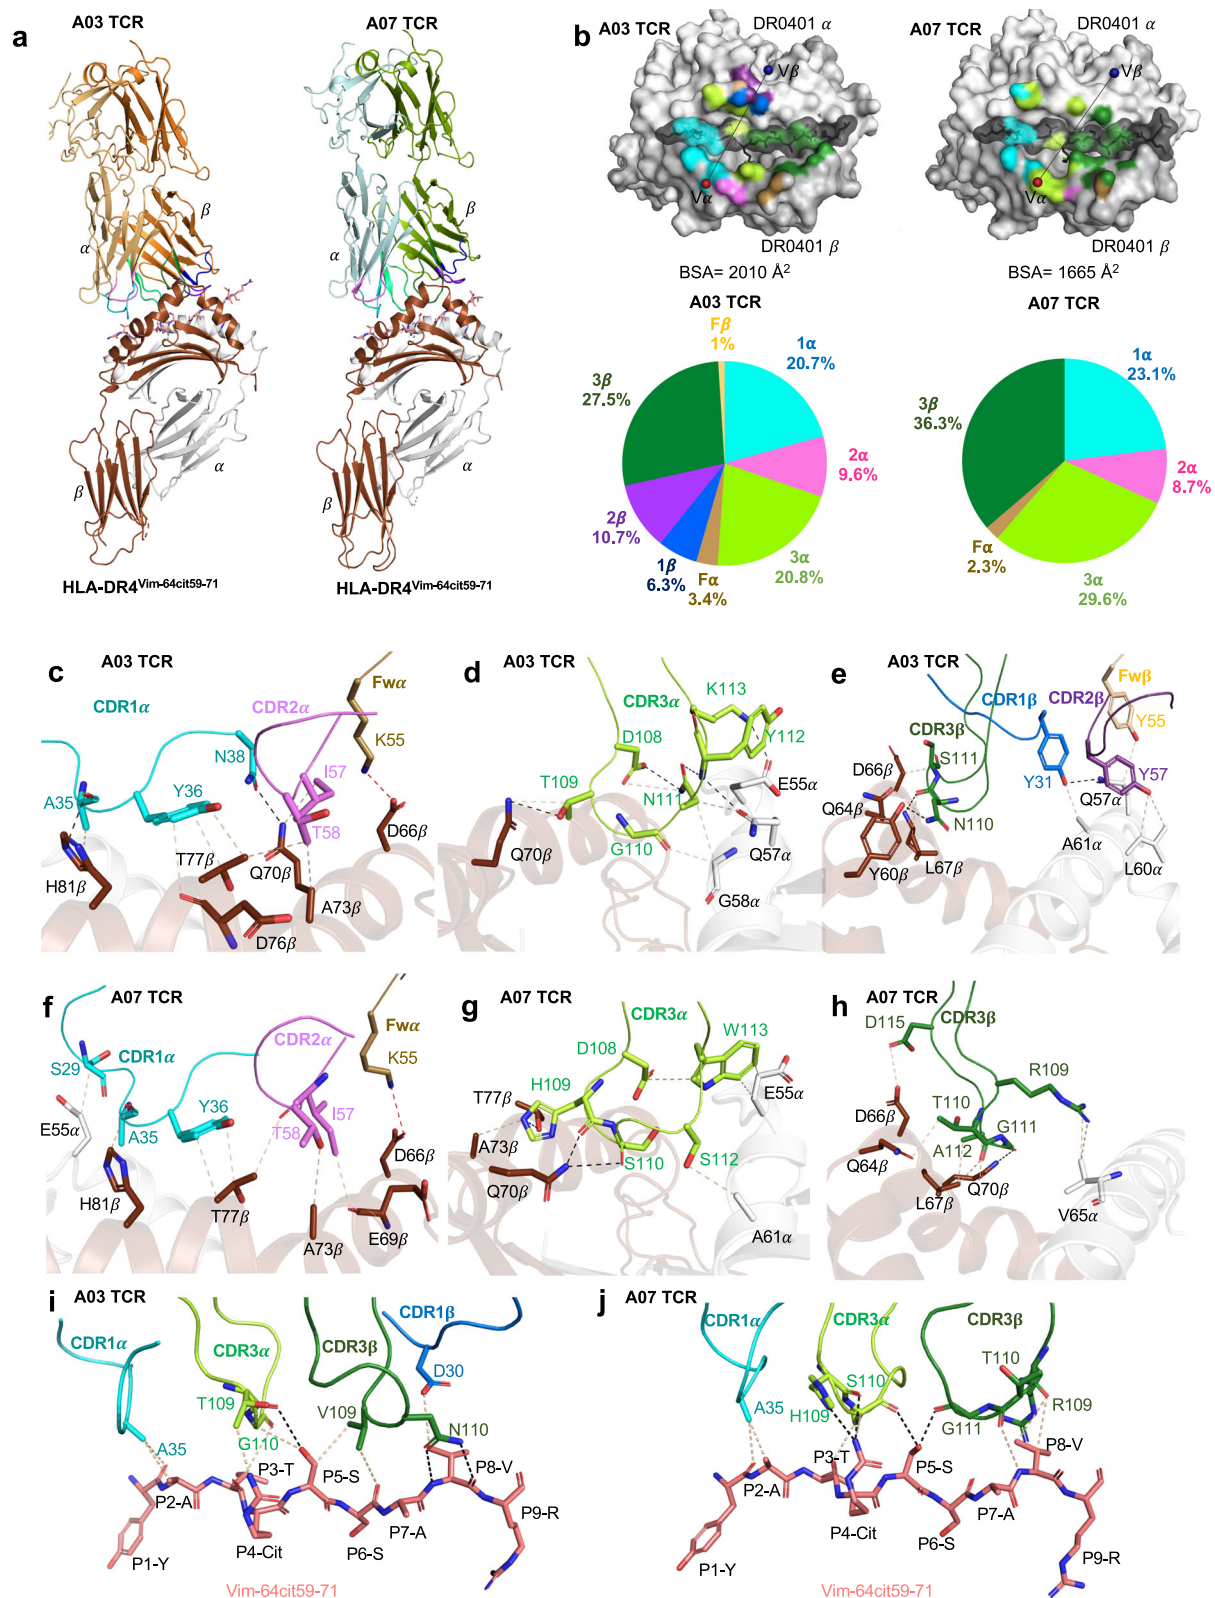 a
A03 TCR
A07 TCR
α
β
α
β
β
α
β
α
HLA-DR4Vim-64cit59-71
HLA-DR4Vim-64cit59-71
b
A03 TCR
DR0401 α
Vβ
Vα
DR0401 β
BSA= 2010 Å²
A07 TCR
DR0401 α
Vβ
Vα
DR0401 β
BSA= 1665 Å²
A03 TCR
Fβ
1%
1α
20.7%
2α
9.6%
3α
20.8%
Fα
3.4%
1β
6.3%
2β
10.7%
3β
27.5%
A07 TCR
1α
23.1%
2α
8.7%
3α
29.6%
Fα
2.3%
3β
36.3%
c
A03 TCR
CDR1α
CDR2α
Fwα
K55
N38
I57
A35
Y36
T58
D66β
T77β
Q70β
H81β
A73β
D76β
d
A03 TCR
CDR3α
K113
D108
Y112
T109
N111
E55α
G110
Q57α
Q70β
G58α
e
A03 TCR
CDR1β
Fwβ
CDR2β
Y55
CDR3β
S111
D66β
Y31
Y57
Q64β
Q57α
N110
A61α
Y60β
L67β
L60α
f
A07 TCR
CDR1α
CDR2α
Fwα
S29
K55
E55α
A35
Y36
I57
T58
D66β
H81β
T77β
A73β
E69β
g
A07 TCR
CDR3α
W113
D108
H109
T77β
E55α
A73β
S110
S112
Q70β
A61α
h
A07 TCR
D115
CDR3β
R109
D66β
T110
G111
A112
Q64β
L67β
Q70β
V65α
i
A03 TCR
CDR1α
CDR3α
CDR3β
CDR1β
D30
T109
V109
N110
A35
G110
P3-T
P5-S
P8-V
P2-A
P4-Cit
P7-A
P9-R
P6-S
P1-Y
Vim-64cit59-71
j
A07 TCR
CDR1α
CDR3α
CDR3β
T110
S110
A35
H109
R109
G111
P3-T
P5-S
P8-V
P2-A
P4-Cit
P7-A
P6-S
P1-Y
P9-R
Vim-64cit59-71